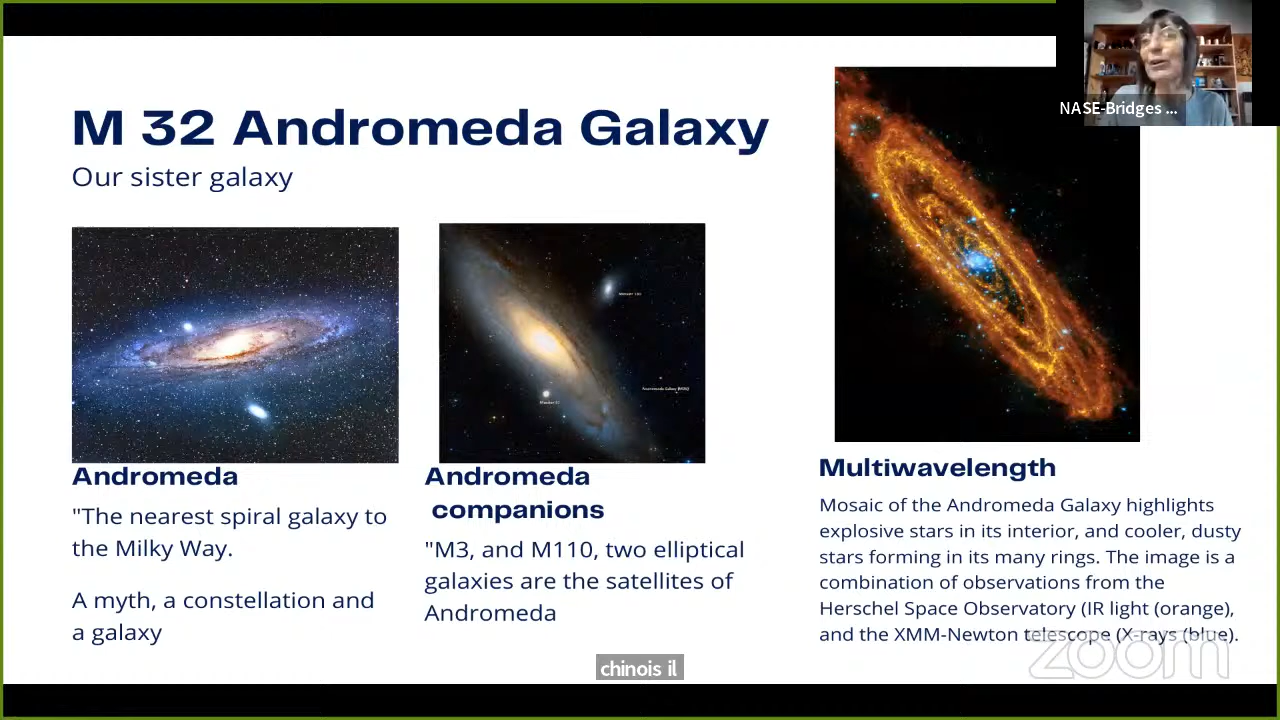 NASE-Bridges ...
M 32 Andromeda Galaxy
Our sister galaxy
Andromeda
"The nearest spiral galaxy to
the Milky Way.
A myth, a constellation and
a galaxy
Andromeda
companions
"M3, and M110, two elliptical
galaxies are the satellites of
Andromeda
Multiwavelength
Mosaic of the Andromeda Galaxy highlights
explosive stars in its interior, and cooler, dusty
stars forming in its many rings. The image is a
combination of observations from the
Herschel Space Observatory (IR light (orange),
and the XMM-Newton telescope (X-rays (blue).
zoom
chinois il